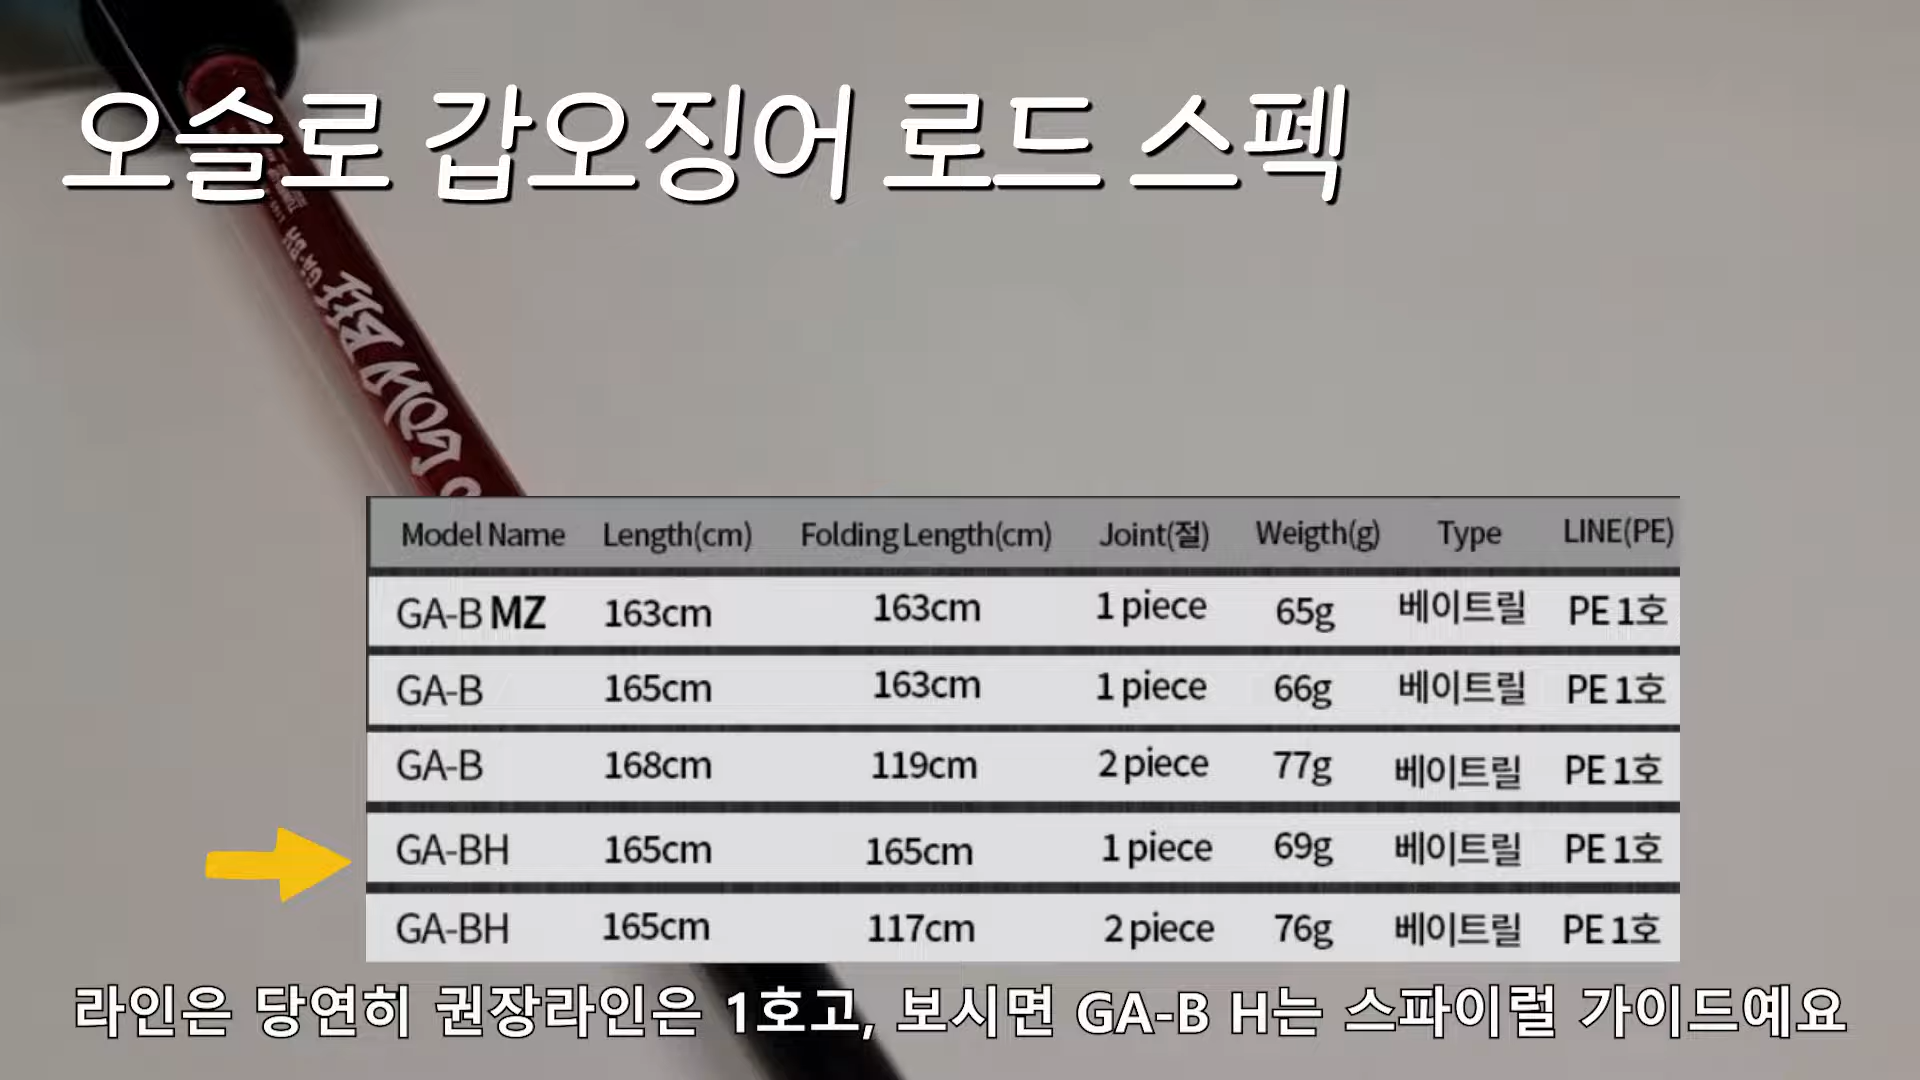 오슬로 갑오징어 로드 스펙
GA-BH
LOW BH
Model Name Length(cm) Folding Length(cm) Joint(절) Weigth(g) Type LINE(PE)
GA-B MZ 163cm 163cm 1 piece 65g 베이트릴 PE 1호
GA-B 165cm 163cm 1 piece 66g 베이트릴 PE 1호
GA-B 168cm 119cm 2 piece 77g 베이트릴 PE 1호
GA-BH 165cm 165cm 1 piece 69g 베이트릴 PE 1호
GA-BH 165cm 117cm 2 piece 76g 베이트릴 PE 1호
라인은 당연히 권장라인은 1호고, 보시면 GA-B H는 스파이럴 가이드예요